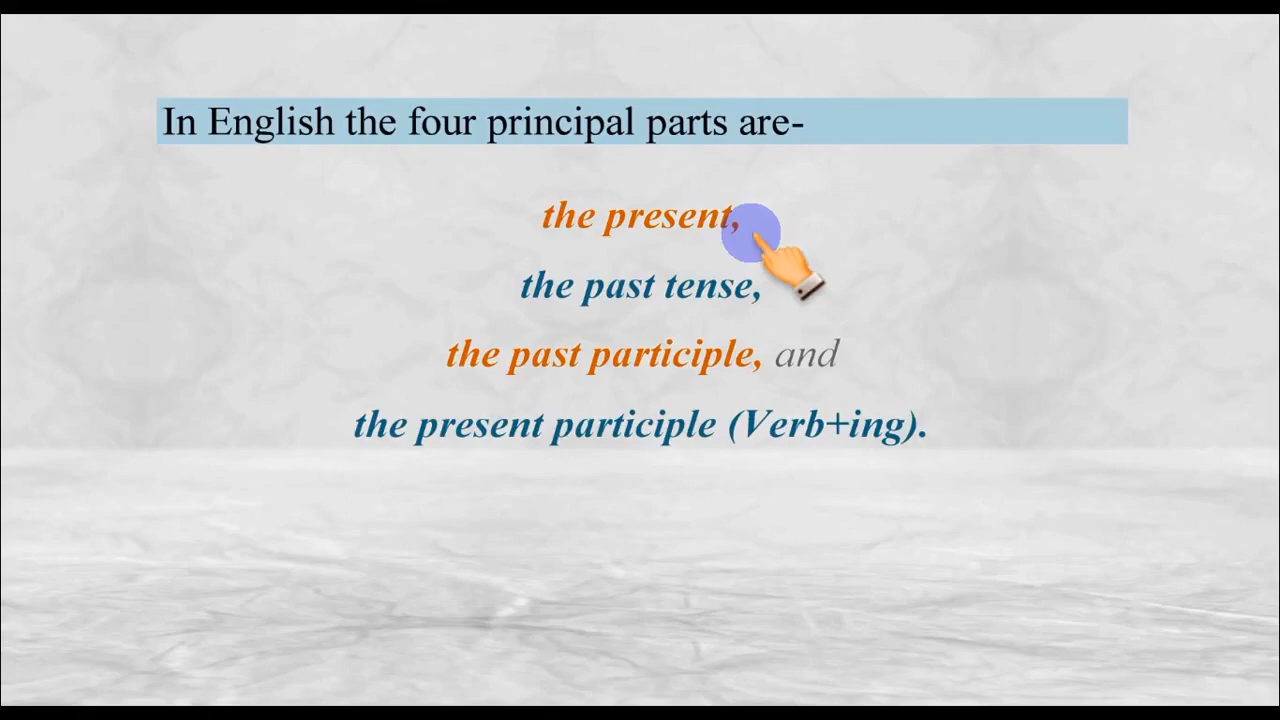 In English the four principal parts are-
the present,
the past tense,
the past participle, and
the present participle (Verb+ing).